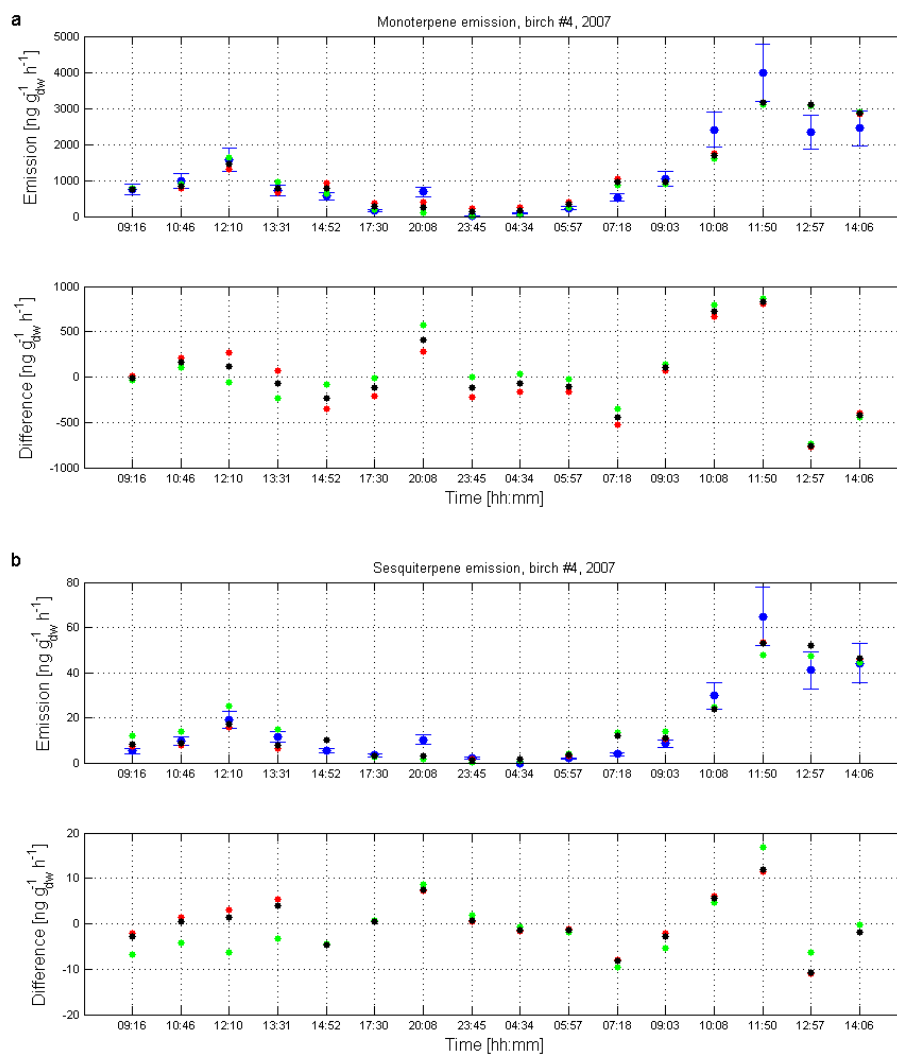 a
Monoterpene emission, birch #4, 2007
Emission [ng g_dw^-1 h^-1]
5000
4000
3000
2000
1000
0
09:16 10:46 12:10 13:31 14:52 17:30 20:08 23:45 04:34 05:57 07:18 09:03 10:08 11:50 12:57 14:06
Difference [ng g_dw^-1 h^-1]
1000
500
0
-500
-1000
09:16 10:46 12:10 13:31 14:52 17:30 20:08 23:45 04:34 05:57 07:18 09:03 10:08 11:50 12:57 14:06
Time [hh:mm]
b
Sesquiterpene emission, birch #4, 2007
Emission [ng g_dw^-1 h^-1]
80
60
40
20
0
09:16 10:46 12:10 13:31 14:52 17:30 20:08 23:45 04:34 05:57 07:18 09:03 10:08 11:50 12:57 14:06
Difference [ng g_dw^-1 h^-1]
20
10
0
-10
-20
09:16 10:46 12:10 13:31 14:52 17:30 20:08 23:45 04:34 05:57 07:18 09:03 10:08 11:50 12:57 14:06
Time [hh:mm]